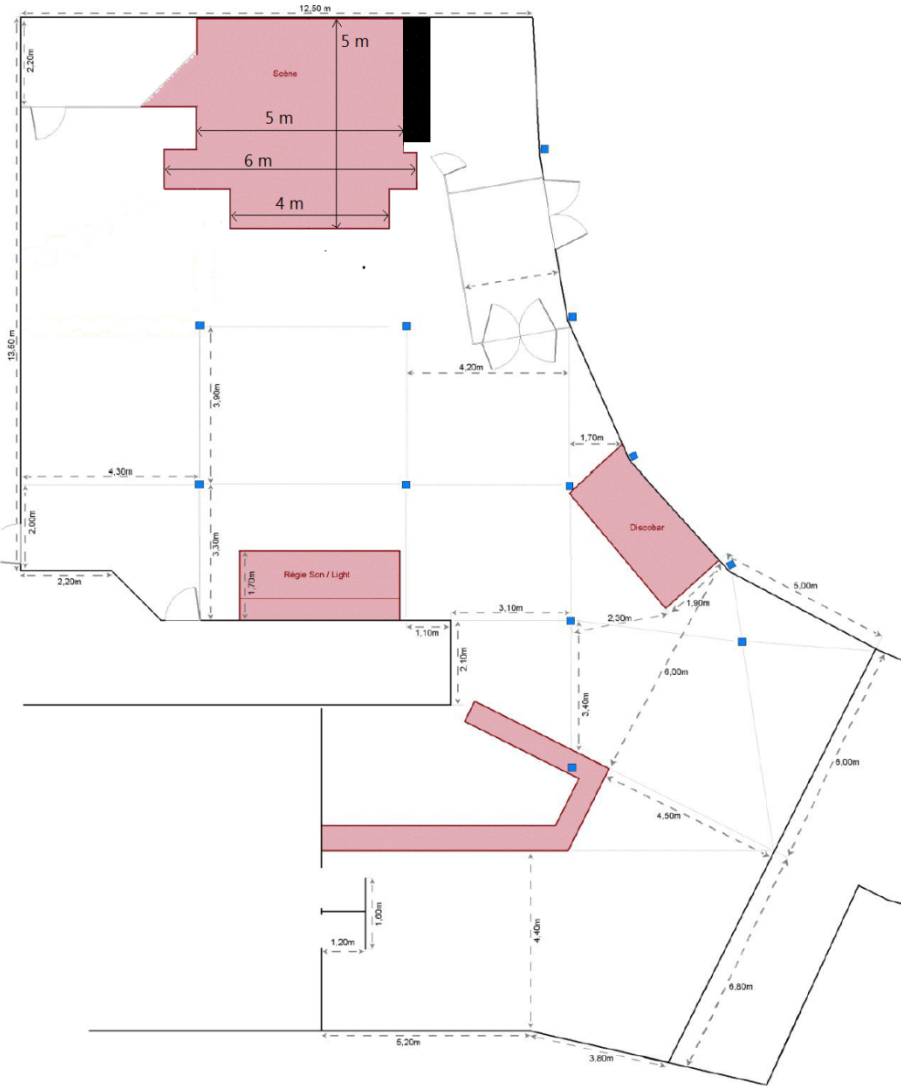 12,50 m
5 m
2,20m
Scène
5 m
6 m
4 m
13,50 m
3,90m
4,20m
1,70m
4,30m
2,00m
3,30m
Discobar
Règie Son / Light
1,70m
2,20m
5,00m
1,90m
3,10m
2,30m
1,10m
2,10m
6,00m
3,40m
6,00m
4,50m
1,60m
4,40m
1,20m
6,80m
5,20m
3,80m